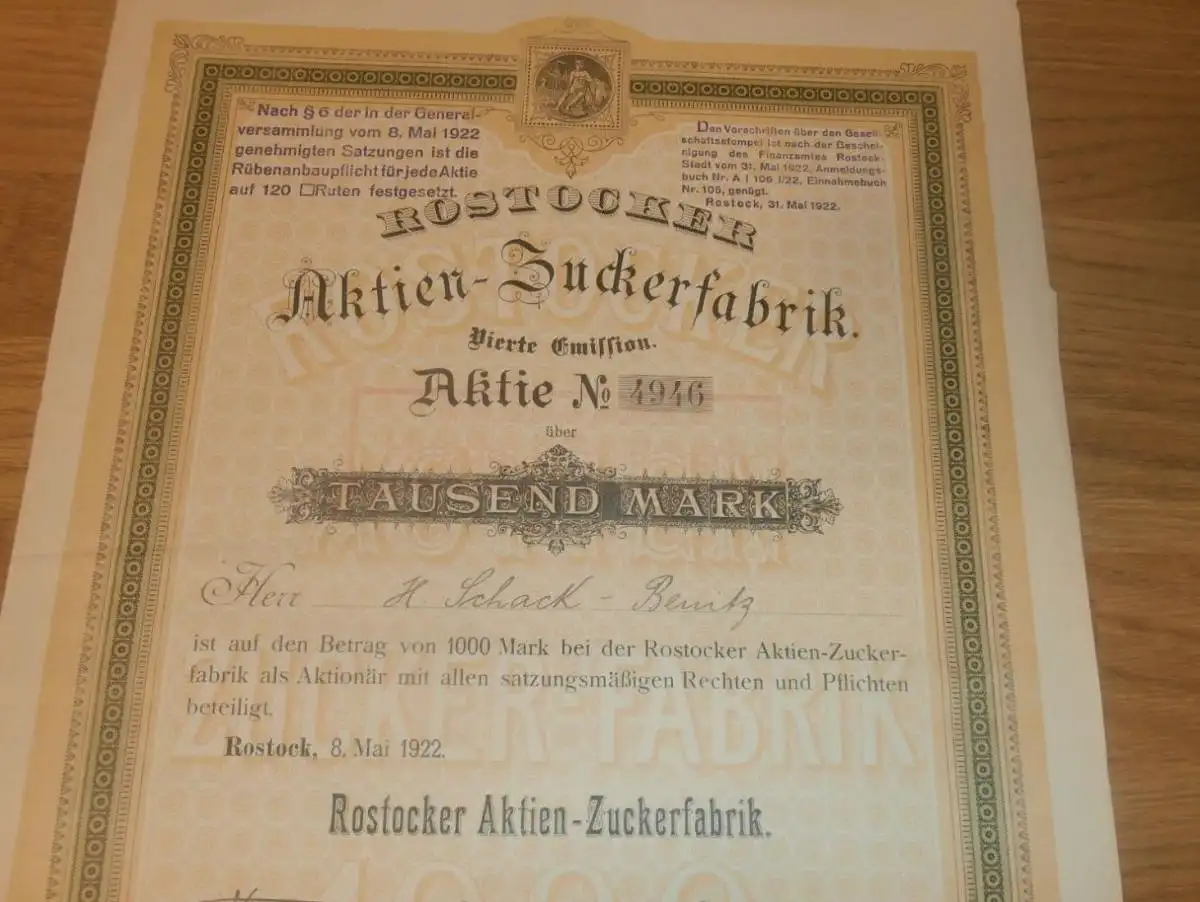 Nach § 6 der in der General-
versammlung vom 8. Mai 1922
genehmigten Satzungen ist die
Rübenanbaupflicht für jede Aktie
auf 120 □Ruten festgesetzt.
Den Vorschriften über den Gesell-
schaftsstempel ist nach der Beschei-
nigung des Finanzamtes Rostock-
Stadt vom 31. Mai 1922, Anmeldungs-
buch Nr. A I 106 I/22, Einnahmebuch
Nr. 105, genügt.
Rostock, 31. Mai 1922.
ROSTOCKER
Aktien-Zuckerfabrik.
Vierte Emission.
Aktie № 4946
über
TAUSEND MARK
Herr H. Schack - Benitz
ist auf den Betrag von 1000 Mark bei der Rostocker Aktien-Zucker-
fabrik als Aktionär mit allen satzungsmäßigen Rechten und Pflichten
beteiligt.
Rostock, 8. Mai 1922.
Rostocker Aktien-Zuckerfabrik.
ROSTOCKER
ZUCKER-FABRIK
1000